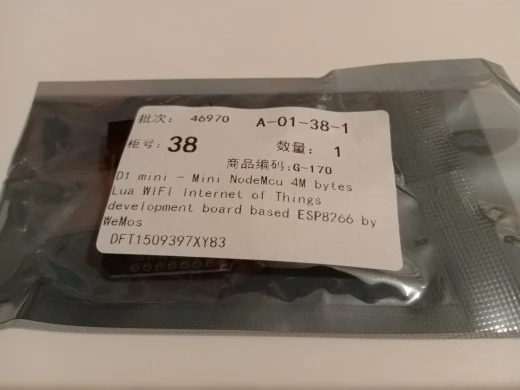 批次: 46970 A-01-38-1
柜号: 38 数量: 1
商品编码:G-170
D1 mini - Mini NodeMcu 4M bytes
Lua WIFI Internet of Things
development board based ESP8266 by
WeMos
DFT1509397XY83